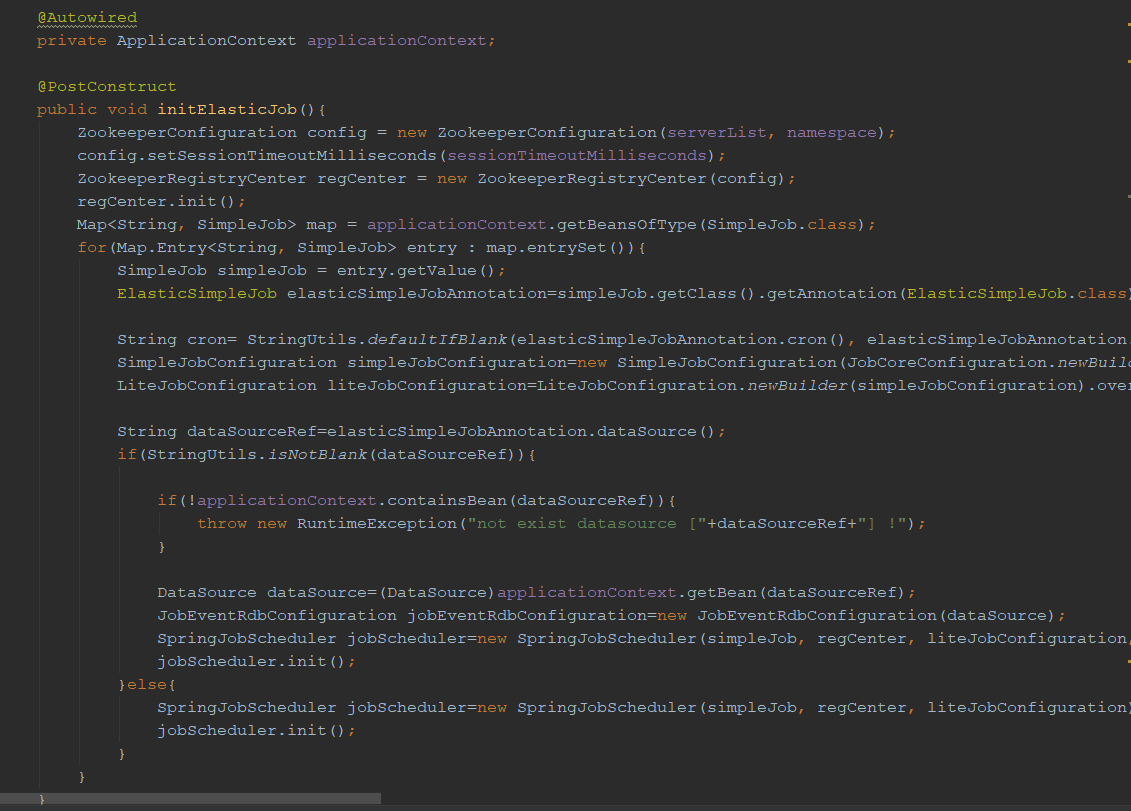 @Autowired
private ApplicationContext applicationContext;
@PostConstruct
public void initElasticJob(){
ZookeeperConfiguration config = new ZookeeperConfiguration(serverList, namespace);
config.setSessionTimeoutMilliseconds(sessionTimeoutMilliseconds);
ZookeeperRegistryCenter regCenter = new ZookeeperRegistryCenter(config);
regCenter.init();
Map<String, SimpleJob> map = applicationContext.getBeansOfType(SimpleJob.class);
for(Map.Entry<String, SimpleJob> entry : map.entrySet()){
SimpleJob simpleJob = entry.getValue();
ElasticSimpleJob elasticSimpleJobAnnotation=simpleJob.getClass().getAnnotation(ElasticSimpleJob.class)
String cron= StringUtils.defaultIfBlank(elasticSimpleJobAnnotation.cron(), elasticSimpleJobAnnotation.
SimpleJobConfiguration simpleJobConfiguration=new SimpleJobConfiguration(JobCoreConfiguration.newBuil
LiteJobConfiguration liteJobConfiguration=LiteJobConfiguration.newBuilder(simpleJobConfiguration).over
String dataSourceRef=elasticSimpleJobAnnotation.dataSource();
if(StringUtils.isNotBlank(dataSourceRef)){
if(!applicationContext.containsBean(dataSourceRef)){
throw new RuntimeException("not exist datasource ["+dataSourceRef+"] !");
}
DataSource dataSource=(DataSource)applicationContext.getBean(dataSourceRef);
JobEventRdbConfiguration jobEventRdbConfiguration=new JobEventRdbConfiguration(dataSource);
SpringJobScheduler jobScheduler=new SpringJobScheduler(simpleJob, regCenter, liteJobConfiguration,
jobScheduler.init();
}else{
SpringJobScheduler jobScheduler=new SpringJobScheduler(simpleJob, regCenter, liteJobConfiguration)
jobScheduler.init();
}
}
}